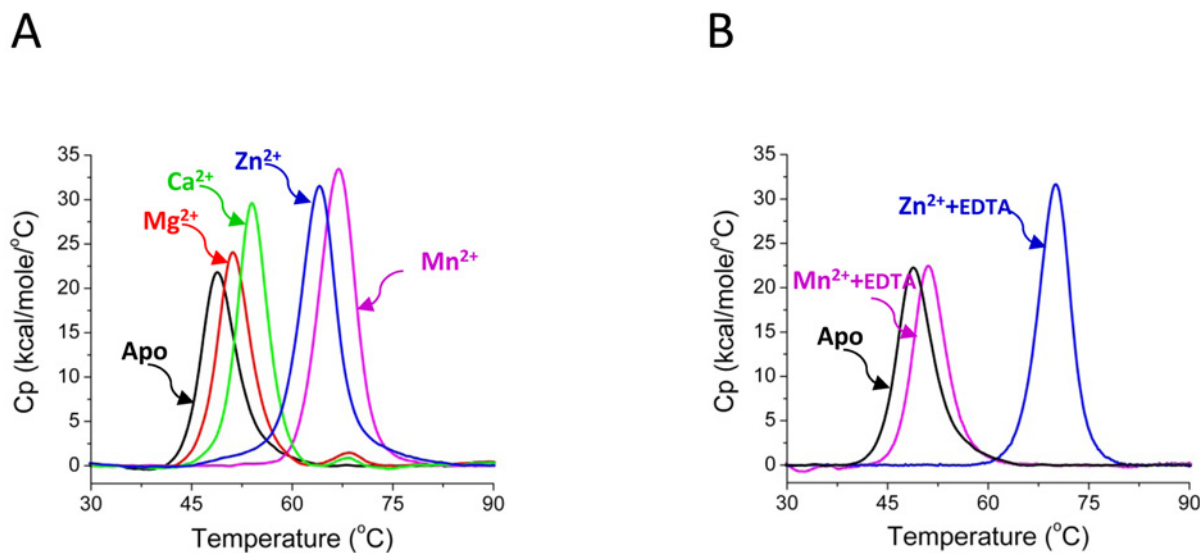 A
35
30
25
20
15
10
5
0
Cp (kcal/mole/°C)
Apo
Mg²⁺
Ca²⁺
Zn²⁺
Mn²⁺
30 45 60 75 90
Temperature (°C)
B
35
30
25
20
15
10
5
0
Cp (kcal/mole/°C)
Apo
Mn²⁺+EDTA
Zn²⁺+EDTA
30 45 60 75 90
Temperature (°C)